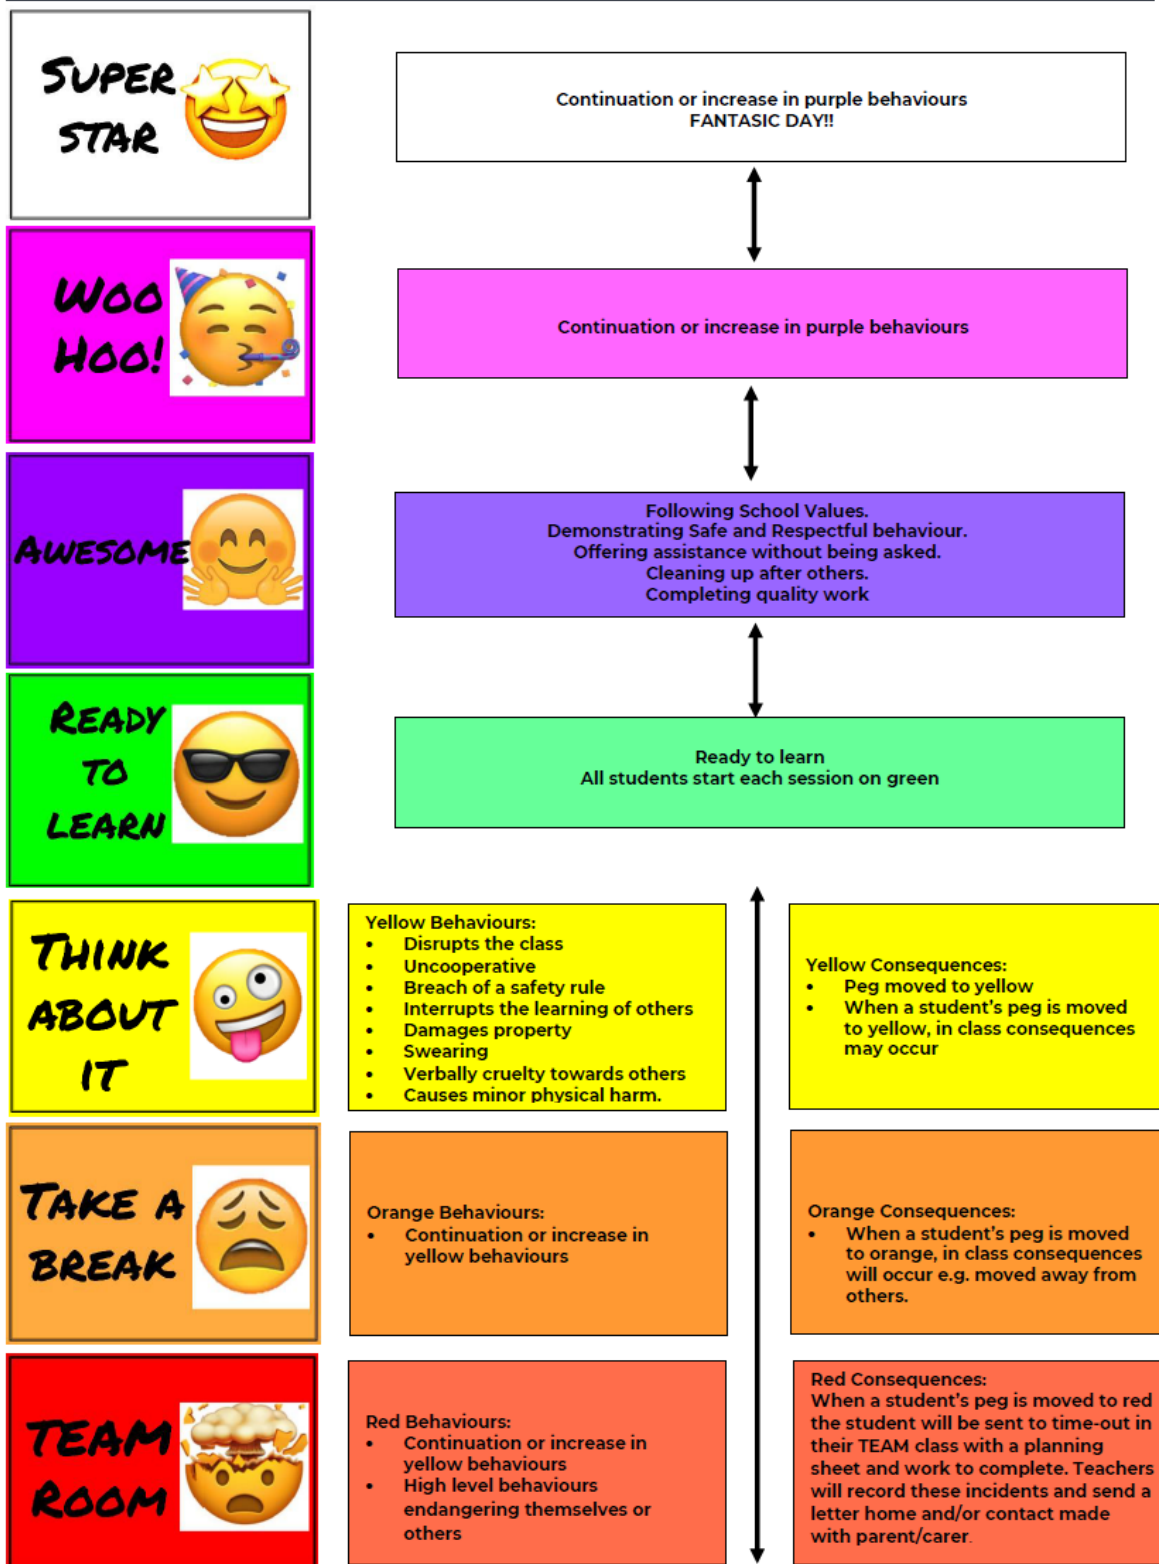 SUPER
STAR
Continuation or increase in purple behaviours
FANTASIC DAY!!
WOO
HOO!
Continuation or increase in purple behaviours
AWESOME
Following School Values.
Demonstrating Safe and Respectful behaviour.
Offering assistance without being asked.
Cleaning up after others.
Completing quality work
READY
TO
LEARN
Ready to learn
All students start each session on green
THINK
ABOUT
IT
Yellow Behaviours:
• Disrupts the class
• Uncooperative
• Breach of a safety rule
• Interrupts the learning of others
• Damages property
• Swearing
• Verbally cruelty towards others
• Causes minor physical harm.
Yellow Consequences:
• Peg moved to yellow
• When a student's peg is moved
to yellow, in class consequences
may occur
TAKE A
BREAK
Orange Behaviours:
• Continuation or increase in
yellow behaviours
Orange Consequences:
• When a student's peg is moved
to orange, in class consequences
will occur e.g. moved away from
others.
TEAM
ROOM
Red Behaviours:
• Continuation or increase in
yellow behaviours
• High level behaviours
endangering themselves or
others
Red Consequences:
When a student's peg is moved to red
the student will be sent to time-out in
their TEAM class with a planning
sheet and work to complete. Teachers
will record these incidents and send a
letter home and/or contact made
with parent/carer.